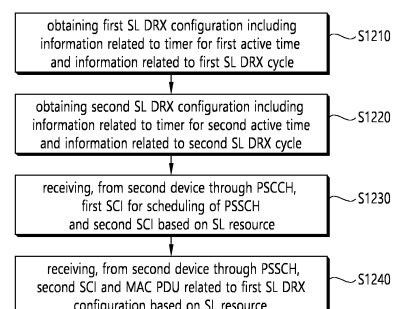 obtaining first SL DRX configuration including
information related to timer for first active time
and information related to first SL DRX cycle
S1210
obtaining second SL DRX configuration including
information related to timer for second active time
and information related to second SL DRX cycle
S1220
receiving, from second device through PSCCH,
first SCI for scheduling of PSSCH
and second SCI based on SL resource
S1230
receiving, from second device through PSSCH,
second SCI and MAC PDU related to first SL DRX
configuration based on SL resource
S1240